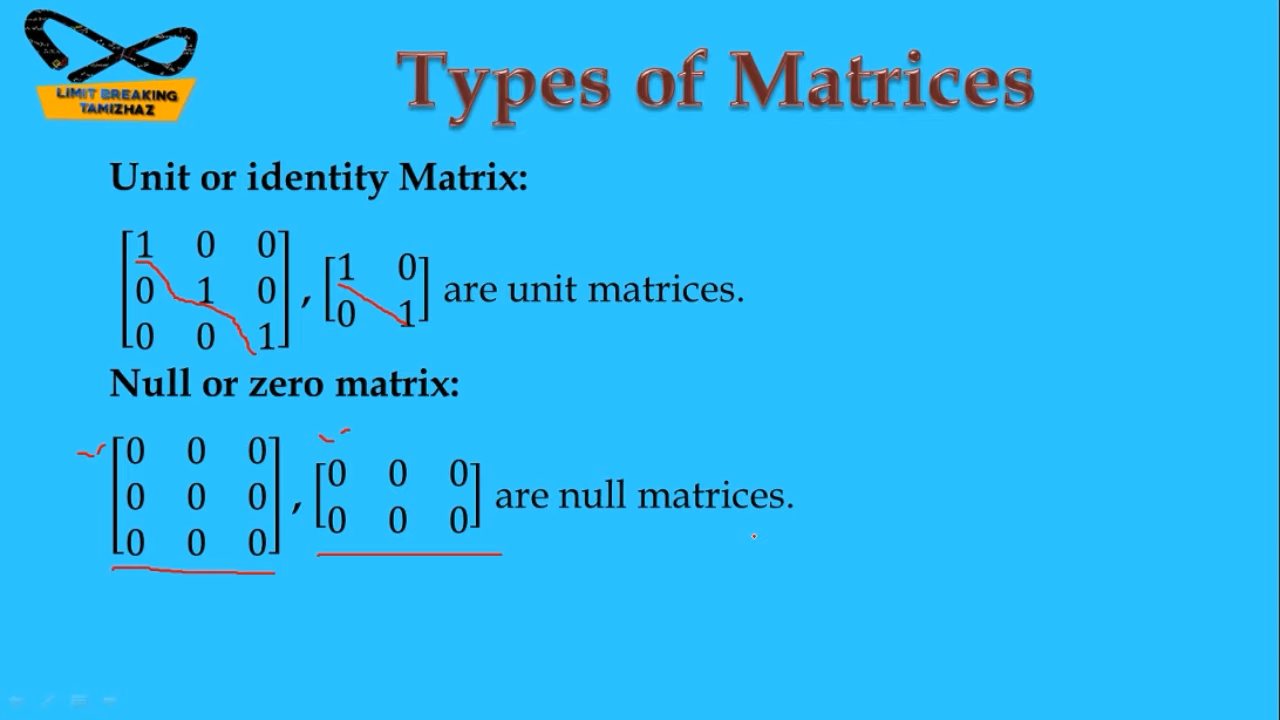 LIMIT BREAKING
TAMIZHAZ
Types of Matrices
Unit or identity Matrix:
[1 0 0
0 1 0
0 0 1] , [1 0
0 1] are unit matrices.
Null or zero matrix:
[0 0 0
0 0 0
0 0 0] , [0 0 0
0 0 0] are null matrices.